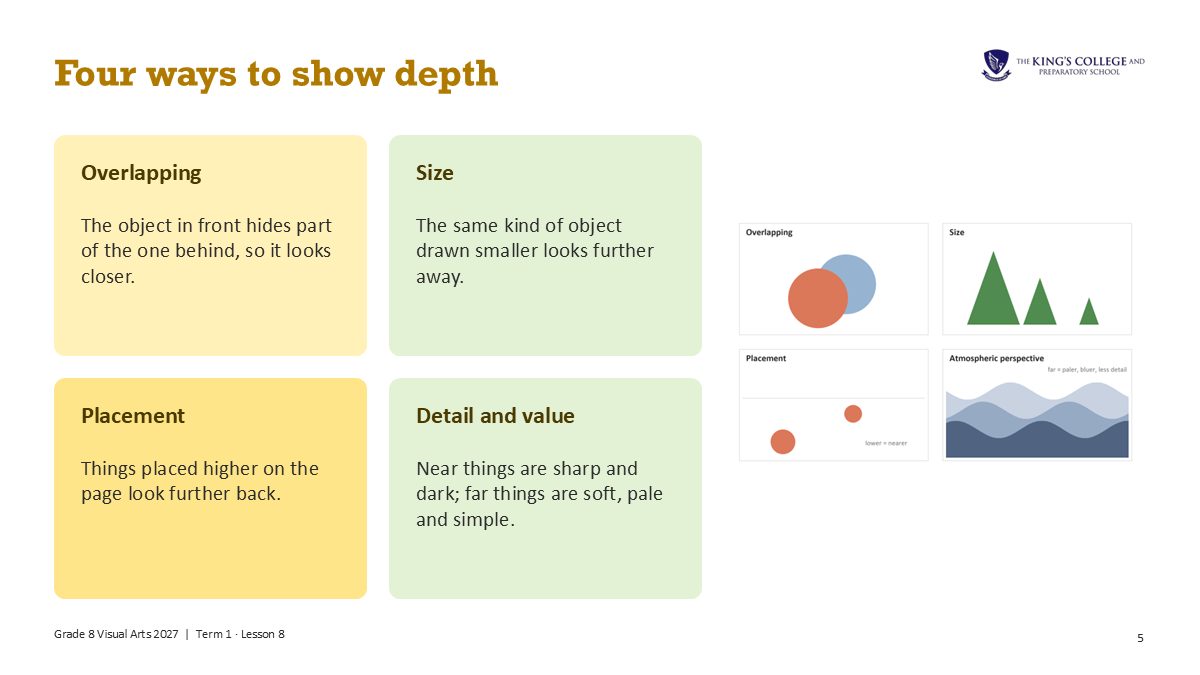 Four ways to show depth
THE KING'S COLLEGE AND
PREPARATORY SCHOOL
Overlapping
The object in front hides part
of the one behind, so it looks
closer.
Size
The same kind of object
drawn smaller looks further
away.
Placement
Things placed higher on the
page look further back.
Detail and value
Near things are sharp and
dark; far things are soft, pale
and simple.
Overlapping
Size
Placement
lower = nearer
Atmospheric perspective
far = paler, bluer, less detail
Grade 8 Visual Arts 2027 | Term 1 · Lesson 8
5